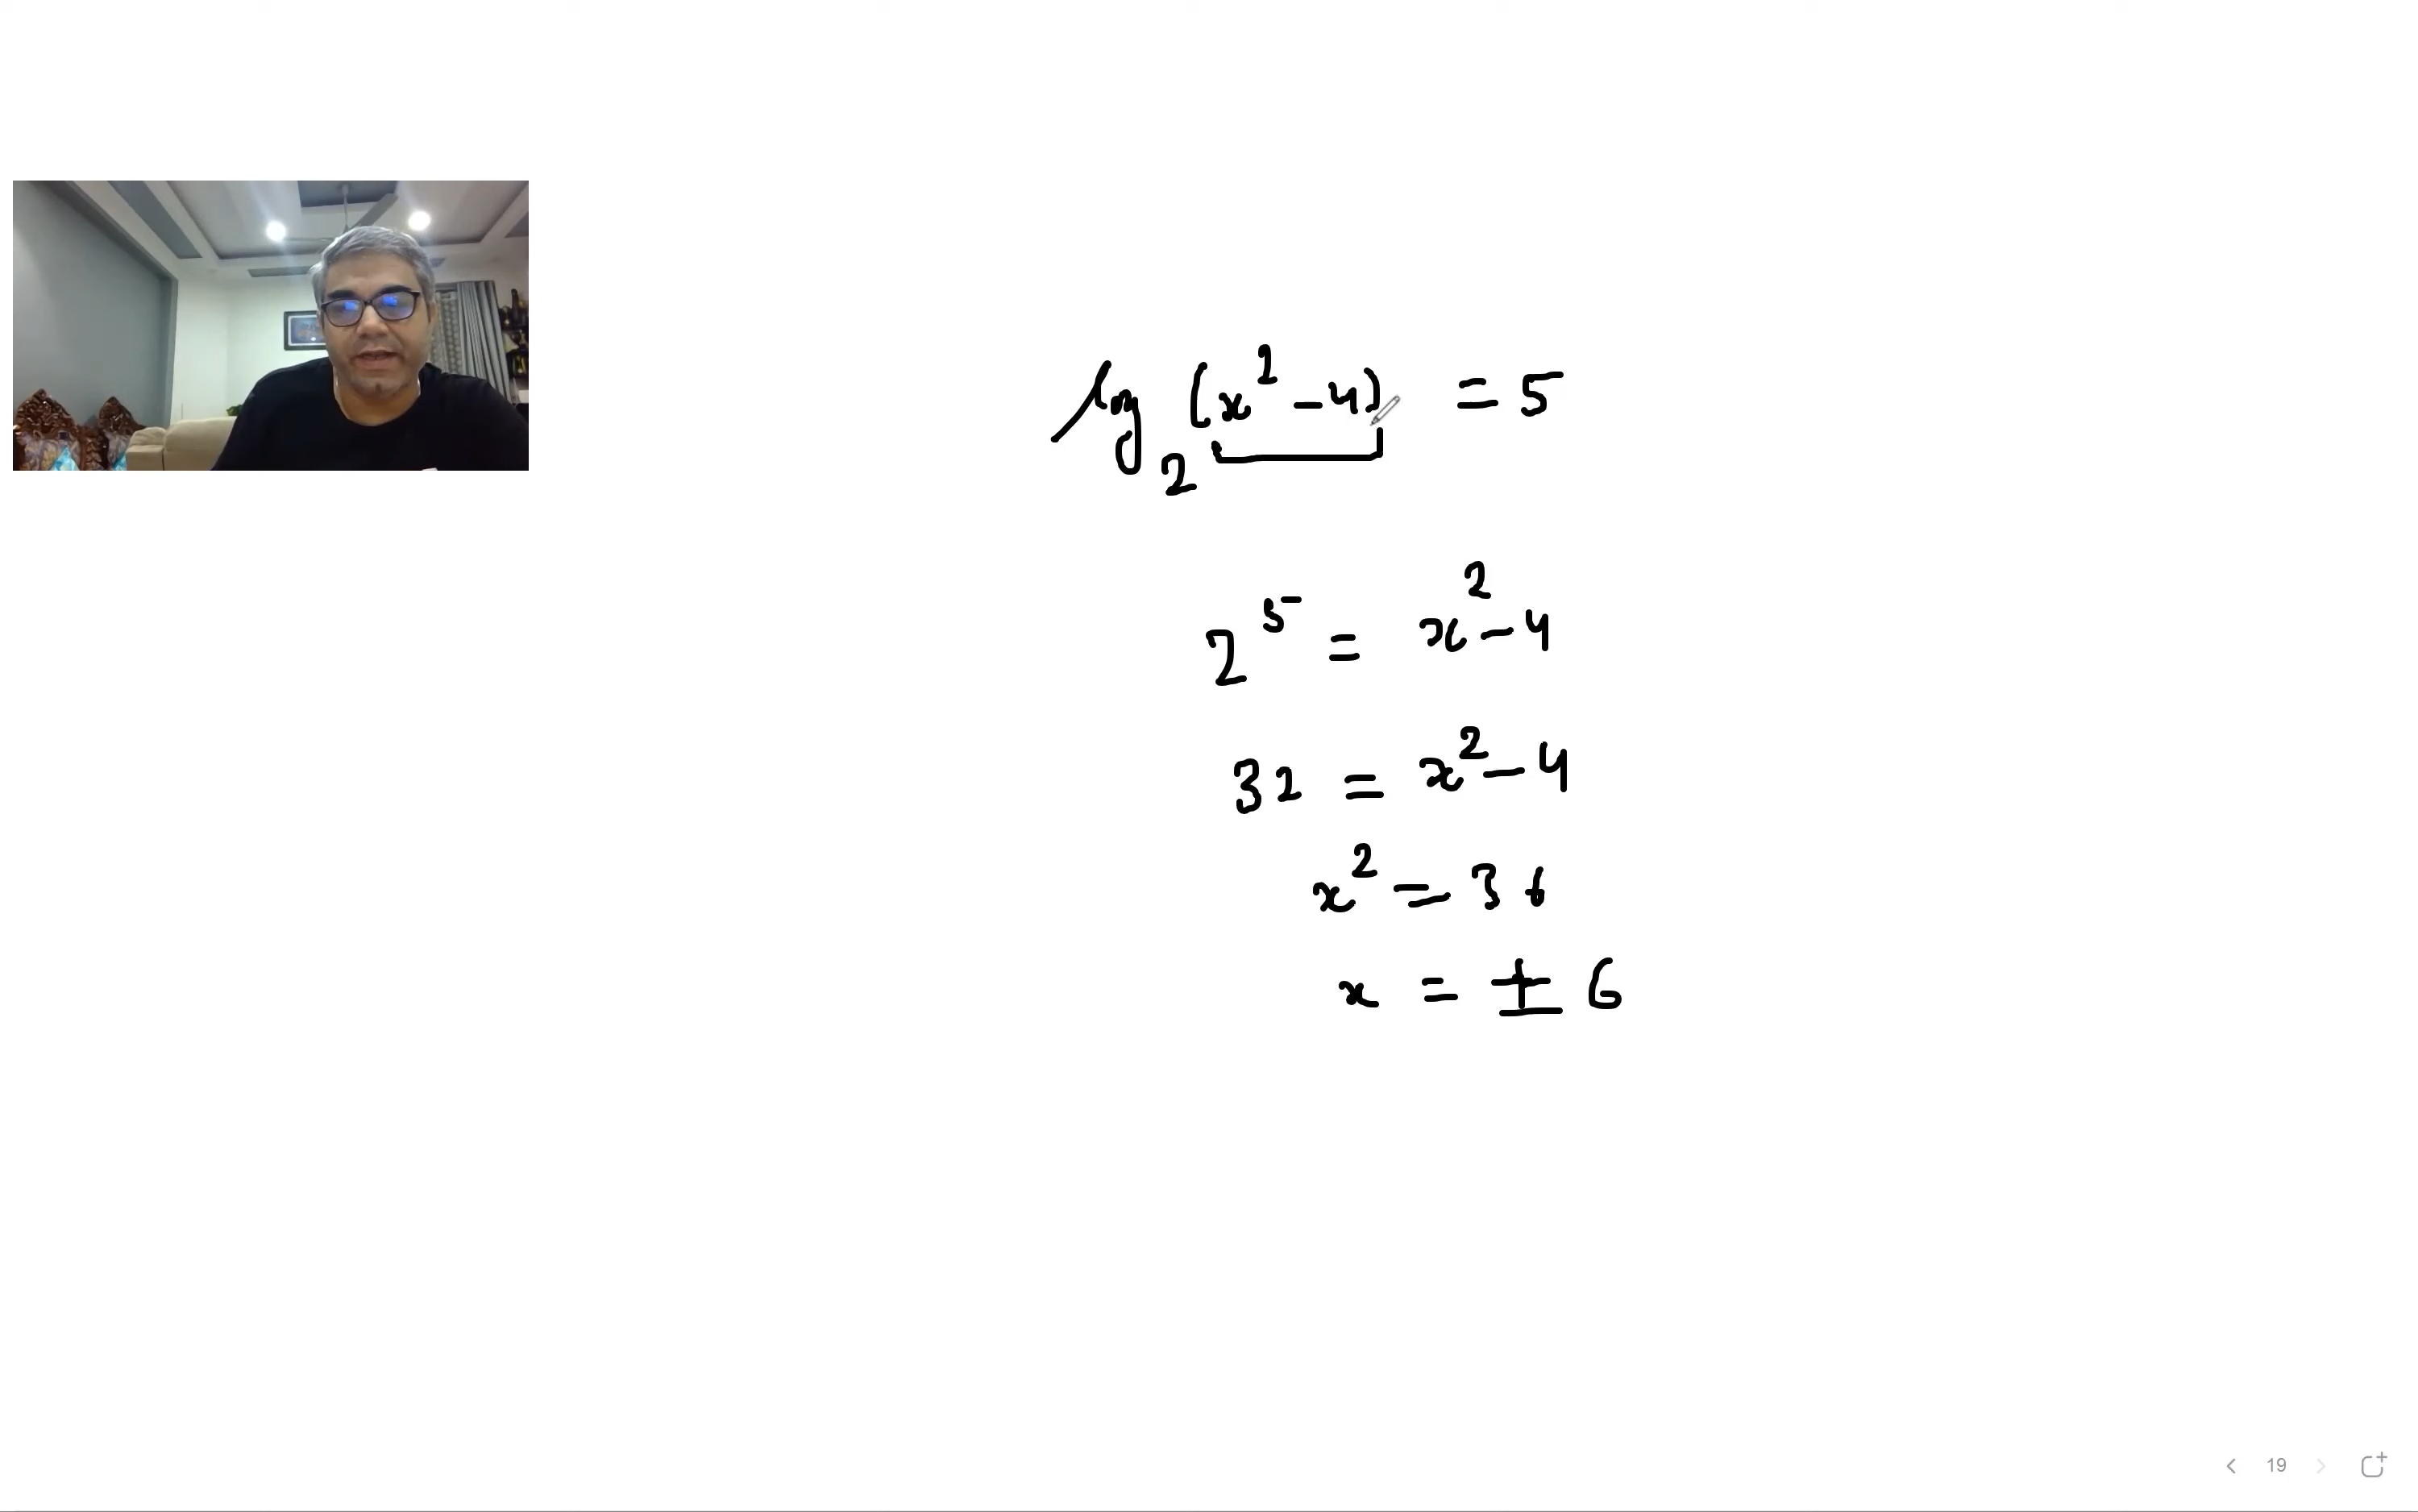 log₂(x² - 4) = 5
2⁵ = x² - 4
32 = x² - 4
x² = 36
x = ± 6
19